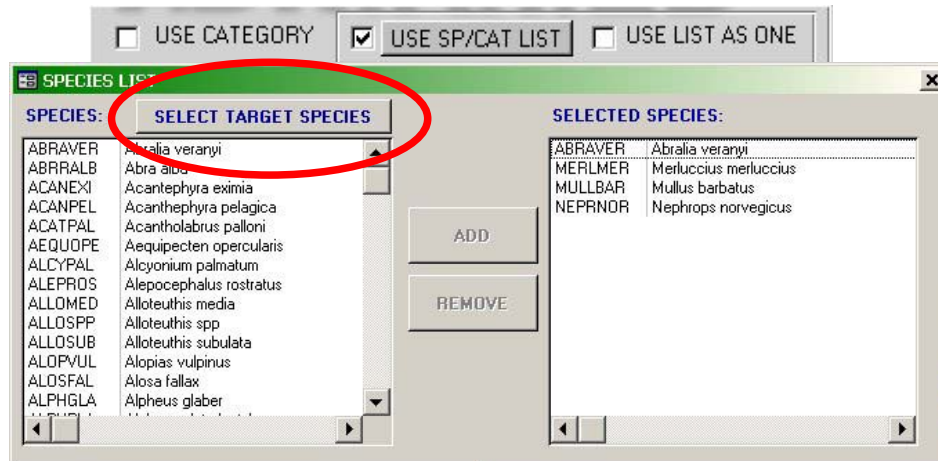 USE CATEGORY USE SP/CAT LIST USE LIST AS ONE
SPECIES LIST
SPECIES: SELECT TARGET SPECIES
ABRAVER Abralia veranyi
ABRRALB Abra alba
ACANEXI Acantephyra eximia
ACANPEL Acanthephyra pelagica
ACATPAL Acantholabrus palloni
AEQUOPE Aequipecten opercularis
ALCYPAL Alcyonium palmatum
ALEPROS Alepocephalus rostratus
ALLOMED Alloteuthis media
ALLOSPP Alloteuthis spp
ALLOSUB Alloteuthis subulata
ALOPVUL Alopias vulpinus
ALOSFAL Alosa fallax
ALPHGLA Alpheus glaber
ADD
REMOVE
SELECTED SPECIES:
ABRAVER Abralia veranyi
MERLMER Merluccius merluccius
MULLBAR Mullus barbatus
NEPRNOR Nephrops norvegicus